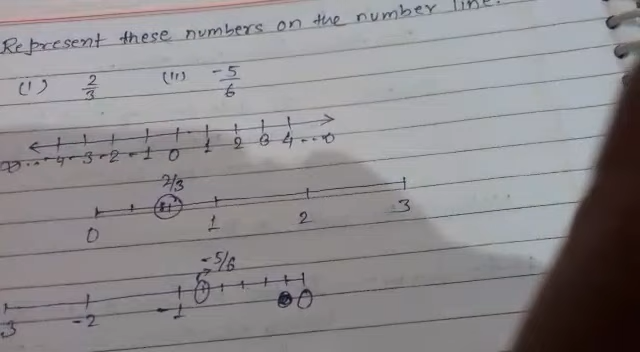 Represent these numbers on the number line.
(i) 2/3 (ii) -5/6
-4 -3 -2 -1 0 1 2 3 4
2/3
0 1 2 3
-5/6
-3 -2 -1 0